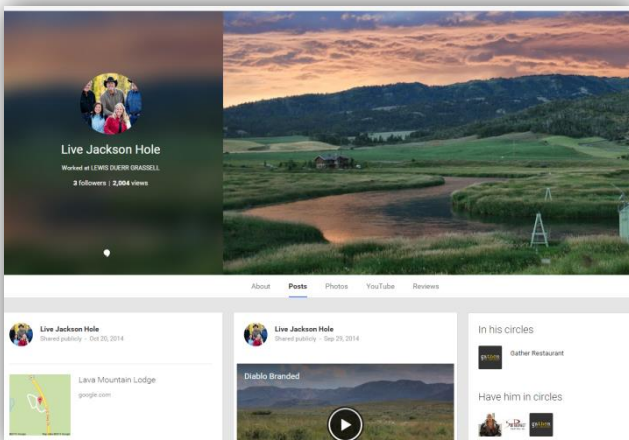 Live Jackson Hole
Worked at LEWIS DUERR GRASSELL
3 followers | 2,004 views
About Posts Photos YouTube Reviews
Live Jackson Hole
Shared publicly - Oct 20, 2014
Lava Mountain Lodge
google.com
Live Jackson Hole
Shared publicly - Sep 29, 2014
Diablo Branded
In his circles
Gather Restaurant
Have him in circles